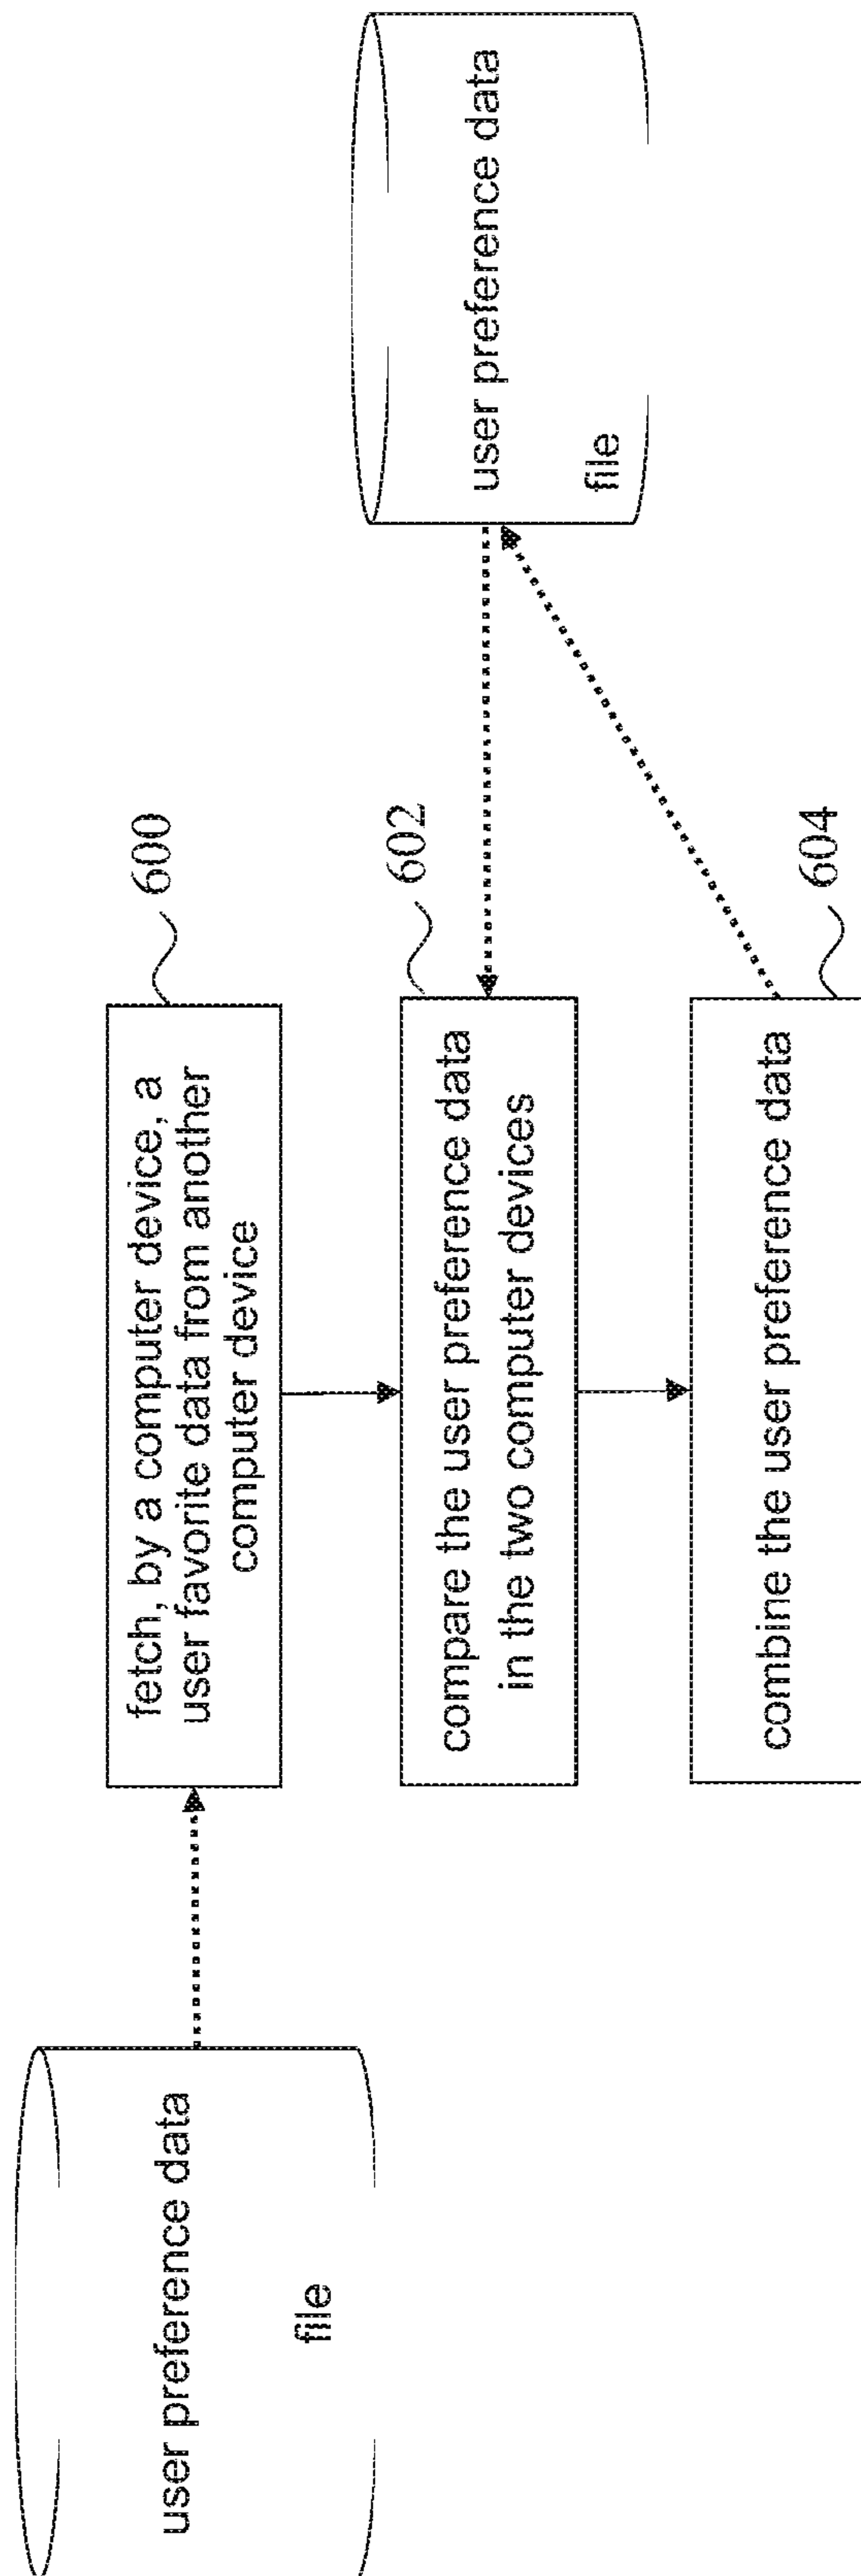 user preference data
file
fetch, by a computer device, a
user favorite data from another
computer device
600
compare the user preference data
in the two computer devices
602
combine the user preference data
604
user preference data
file